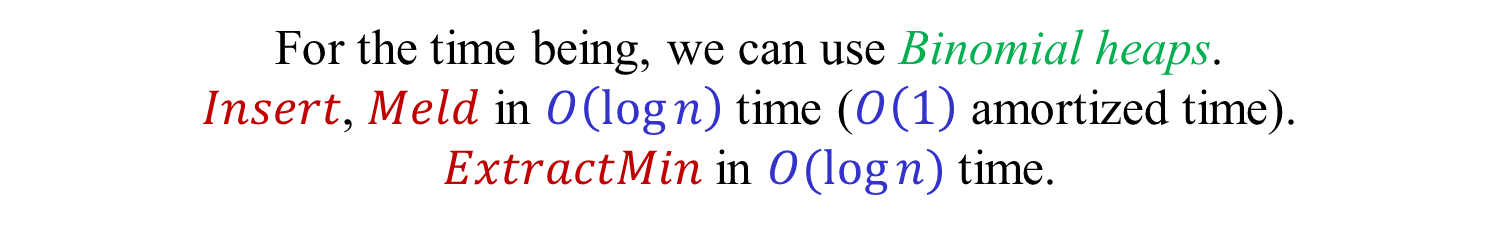 For the time being, we can use Binomial heaps.
Insert, Meld in O(log n) time (O(1) amortized time).
ExtractMin in O(log n) time.